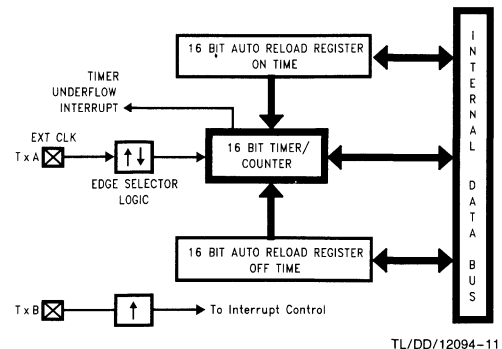 16 BIT AUTO RELOAD REGISTER
ON TIME
TIMER
UNDERFLOW
INTERRUPT
EXT CLK
TxA
EDGE SELECTOR
LOGIC
16 BIT TIMER/
COUNTER
16 BIT AUTO RELOAD REGISTER
OFF TIME
TxB
To Interrupt Control
INTERNAL DATA BUS
TL/DD/12094-11